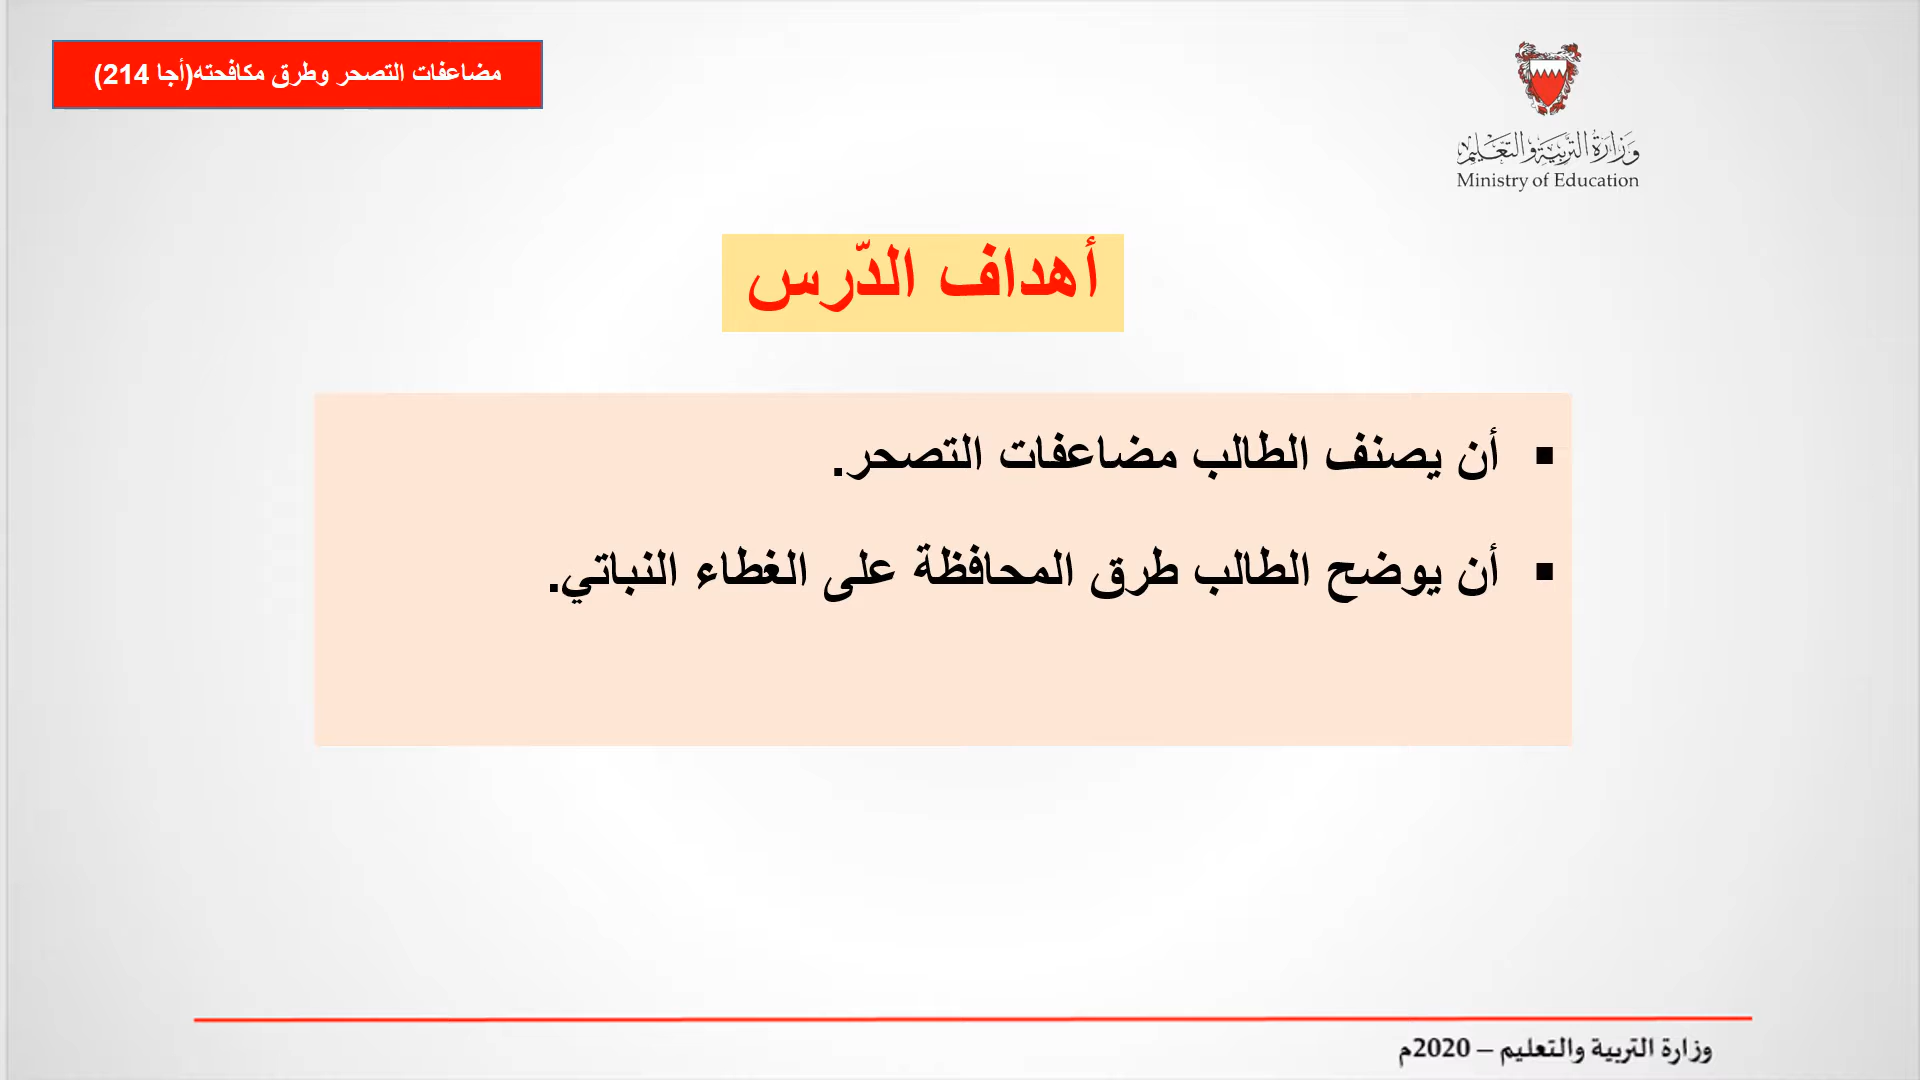 مضاعفات التصحر وطرق مكافحته(أجا 214)
وزارة التربية والتعليم
Ministry of Education
أهداف الدّرس
▪ أن يصنف الطالب مضاعفات التصحر.
▪ أن يوضح الطالب طرق المحافظة على الغطاء النباتي.
وزارة التربية والتعليم – 2020م